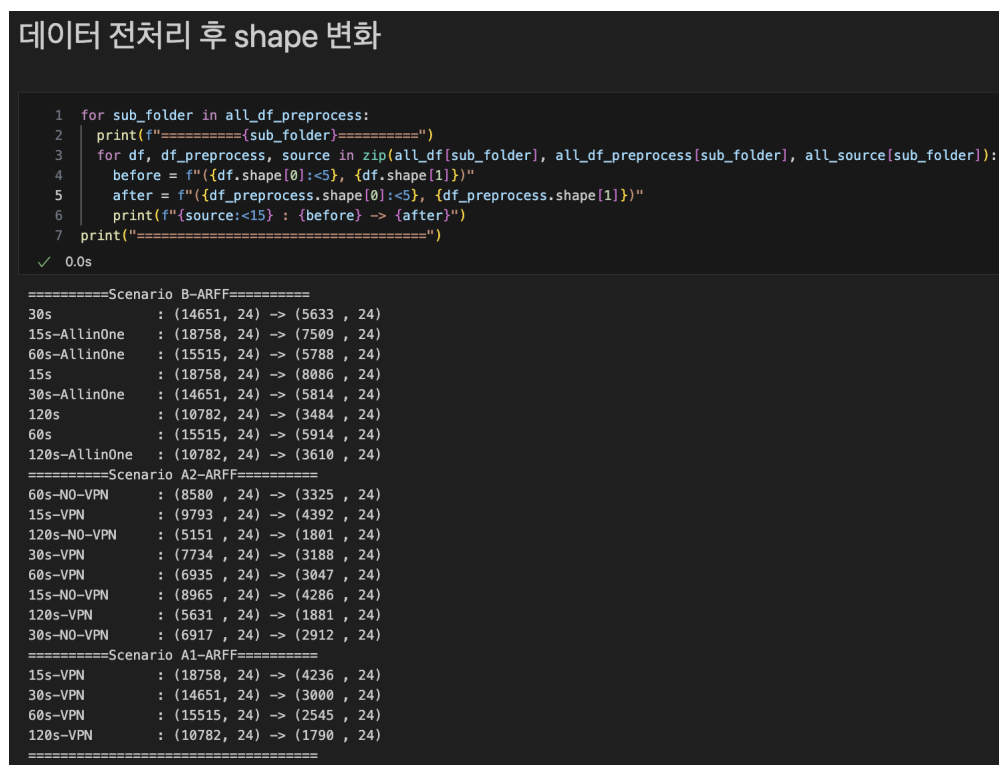 데이터 전처리 후 shape 변화
1 for sub_folder in all_df_preprocess:
2 print(f"=========={sub_folder}==========")
3 for df, df_preprocess, source in zip(all_df[sub_folder], all_df_preprocess[sub_folder], all_source[sub_folder]):
4 before = f"({df.shape[0]:<5}, {df.shape[1]})"
5 after = f"({df_preprocess.shape[0]:<5}, {df_preprocess.shape[1]})"
6 print(f"{source:<15} : {before} -> {after}")
7 print("====================================")
0.0s
==========Scenario B-ARFF==========
30s : (14651, 24) -> (5633 , 24)
15s-AllinOne : (18758, 24) -> (7509 , 24)
60s-AllinOne : (15515, 24) -> (5788 , 24)
15s : (18758, 24) -> (8086 , 24)
30s-AllinOne : (14651, 24) -> (5814 , 24)
120s : (10782, 24) -> (3484 , 24)
60s : (15515, 24) -> (5914 , 24)
120s-AllinOne : (10782, 24) -> (3610 , 24)
==========Scenario A2-ARFF==========
60s-NO-VPN : (8580 , 24) -> (3325 , 24)
15s-VPN : (9793 , 24) -> (4392 , 24)
120s-NO-VPN : (5151 , 24) -> (1801 , 24)
30s-VPN : (7734 , 24) -> (3188 , 24)
60s-VPN : (6935 , 24) -> (3047 , 24)
15s-NO-VPN : (8965 , 24) -> (4286 , 24)
120s-VPN : (5631 , 24) -> (1881 , 24)
30s-NO-VPN : (6917 , 24) -> (2912 , 24)
==========Scenario A1-ARFF==========
15s-VPN : (18758, 24) -> (4236 , 24)
30s-VPN : (14651, 24) -> (3000 , 24)
60s-VPN : (15515, 24) -> (2545 , 24)
120s-VPN : (10782, 24) -> (1790 , 24)
====================================